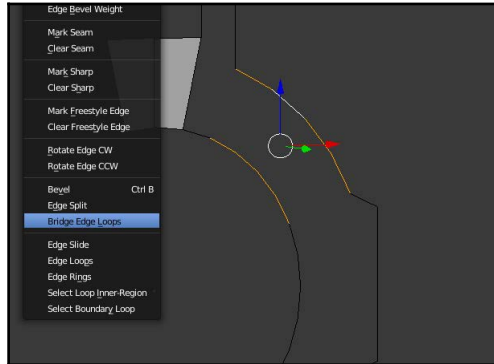 Edge Bevel Weight
Mark Seam
Clear Seam
Mark Sharp
Clear Sharp
Mark Freestyle Edge
Clear Freestyle Edge
Rotate Edge CW
Rotate Edge CCW
Bevel Ctrl B
Edge Split
Bridge Edge Loops
Edge Slide
Edge Loops
Edge Rings
Select Loop Inner-Region
Select Boundary Loop